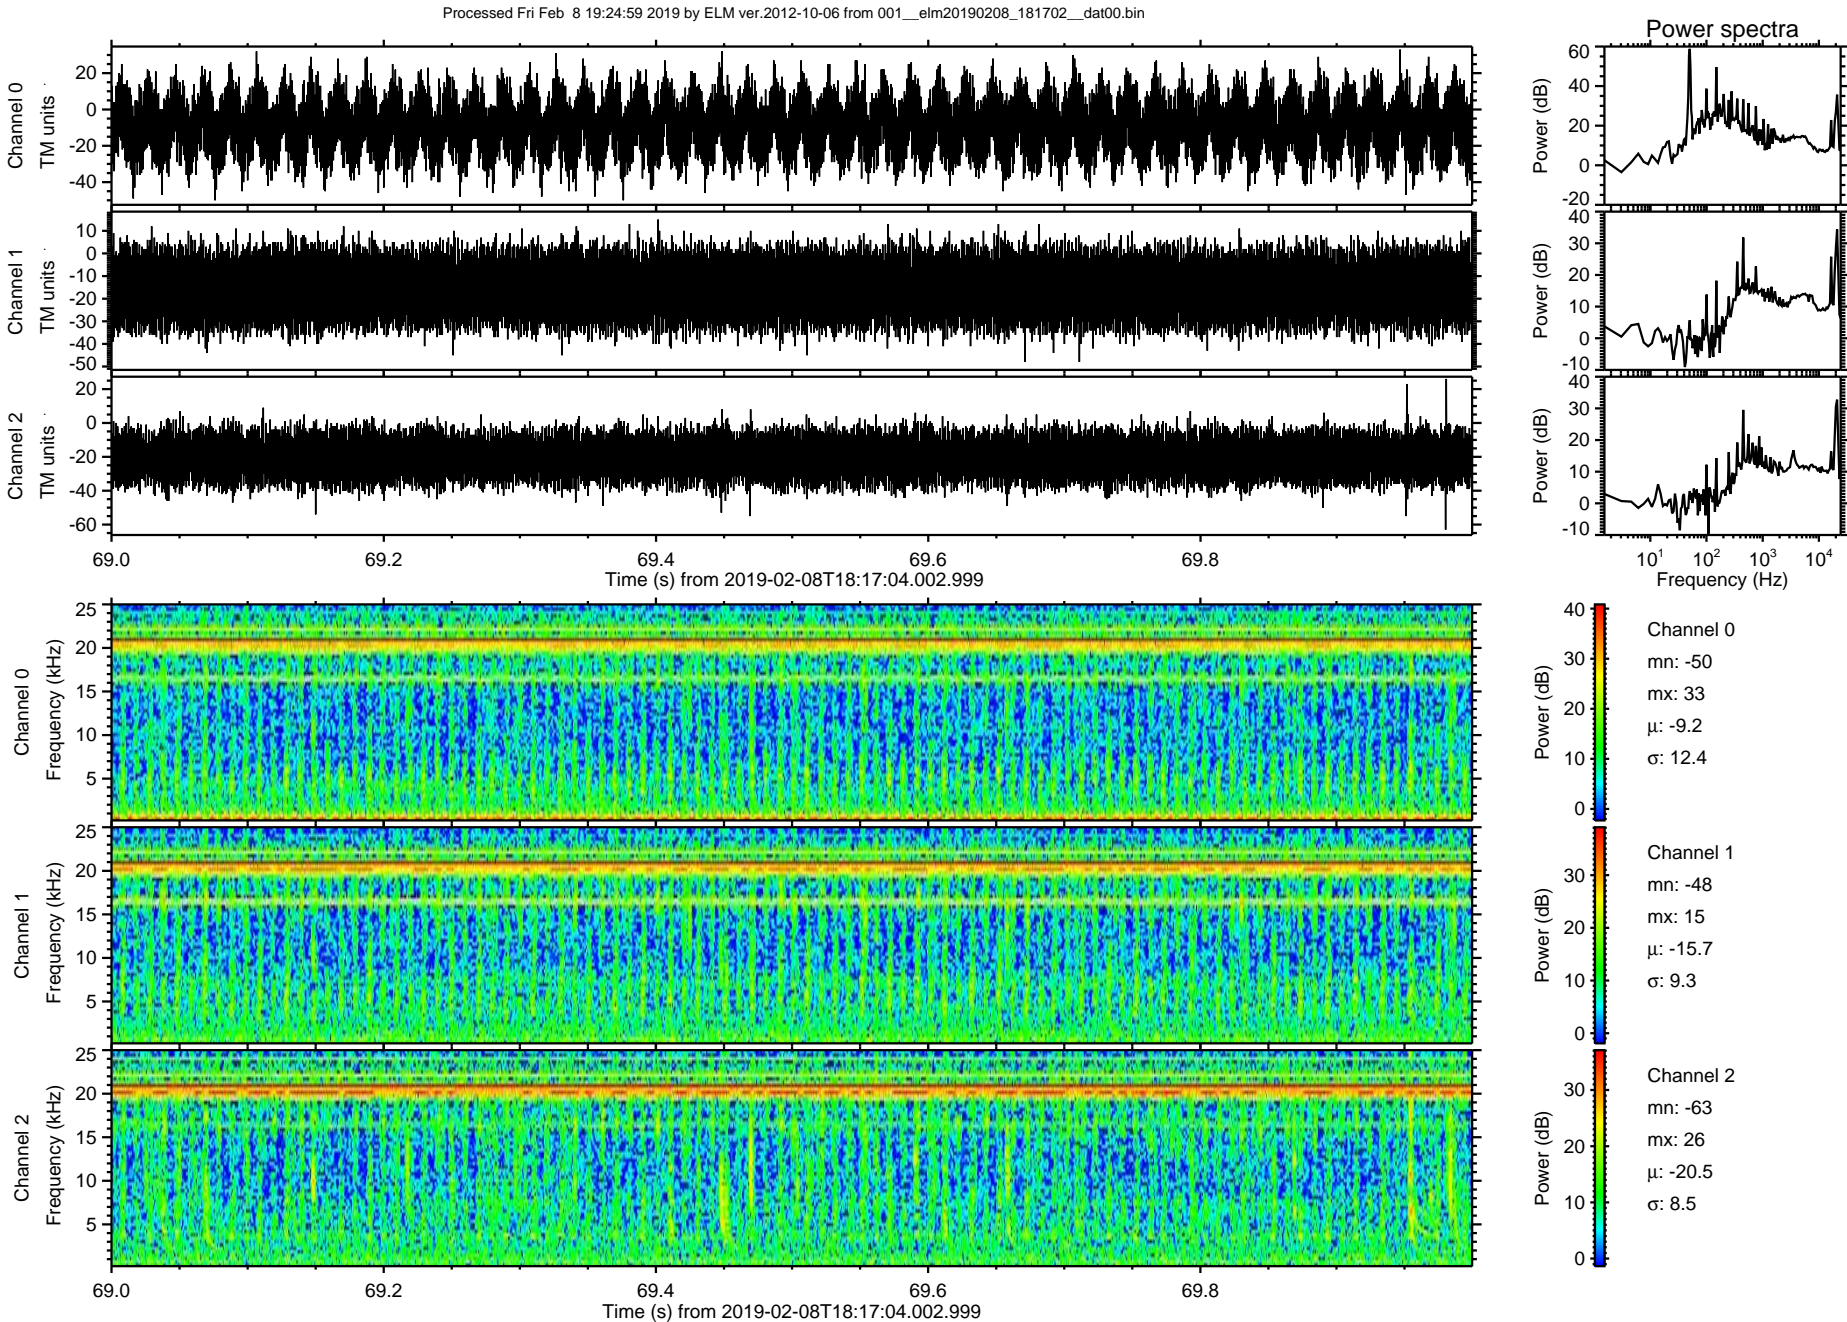 Processed Fri Feb  8 19:24:59 2019 by ELM ver.2012-10-06 from 001__elm20190208_181702__dat00.bin
Power spectra
Channel 0
TM units
20
0
-20
-40
Power (dB)
60
40
20
0
-20
Channel 1
TM units
10
0
-10
-20
-30
-40
-50
Power (dB)
40
30
20
10
0
-10
Channel 2
TM units
20
0
-20
-40
-60
Power (dB)
40
30
20
10
0
-10
69.0 69.2 69.4 69.6 69.8
Time (s) from 2019-02-08T18:17:04.002.999
10^1 10^2 10^3 10^4
Frequency (Hz)
Channel 0
Frequency (kHz)
25
20
15
10
5
Power (dB)
40
30
20
10
0
Channel 0
mn: -50
mx: 33
μ: -9.2
σ: 12.4
Channel 1
Frequency (kHz)
25
20
15
10
5
Power (dB)
30
20
10
0
Channel 1
mn: -48
mx: 15
μ: -15.7
σ: 9.3
Channel 2
Frequency (kHz)
25
20
15
10
5
Power (dB)
30
20
10
0
Channel 2
mn: -63
mx: 26
μ: -20.5
σ: 8.5
69.0 69.2 69.4 69.6 69.8
Time (s) from 2019-02-08T18:17:04.002.999